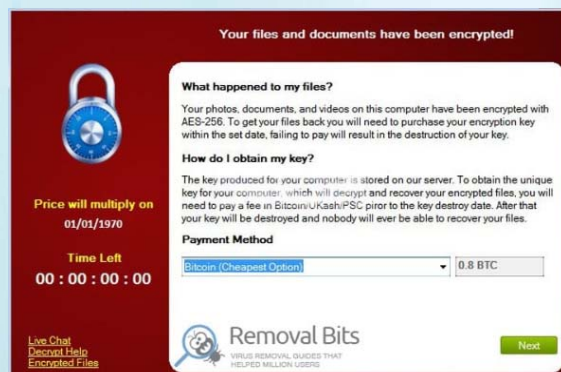 Your files and documents have been encrypted!
What happened to my files?
Your photos, documents, and videos on this computer have been encrypted with
AES-256. To get your files back you will need to purchase your encryption key
within the set date, failing to pay will result in the destruction of your key.
How do I obtain my key?
The key produced for your computer is stored on our server. To obtain the unique
key for your computer, which will decrypt and recover your encrypted files, you will
need to pay a fee in Bitcoin/UKash/PSC piror to the key destroy date. After that
your key will be destroyed and nobody will ever be able to recover your files.
Payment Method
Bitcoin (Cheapest Option)
0.8 BTC
Price will multiply on
01/01/1970
Time Left
00 : 00 : 00 : 00
Live Chat
Decrypt Help
Encrypted Files
Removal Bits
VIRUS REMOVAL GUIDES THAT
HELPED MILLION USERS
Next